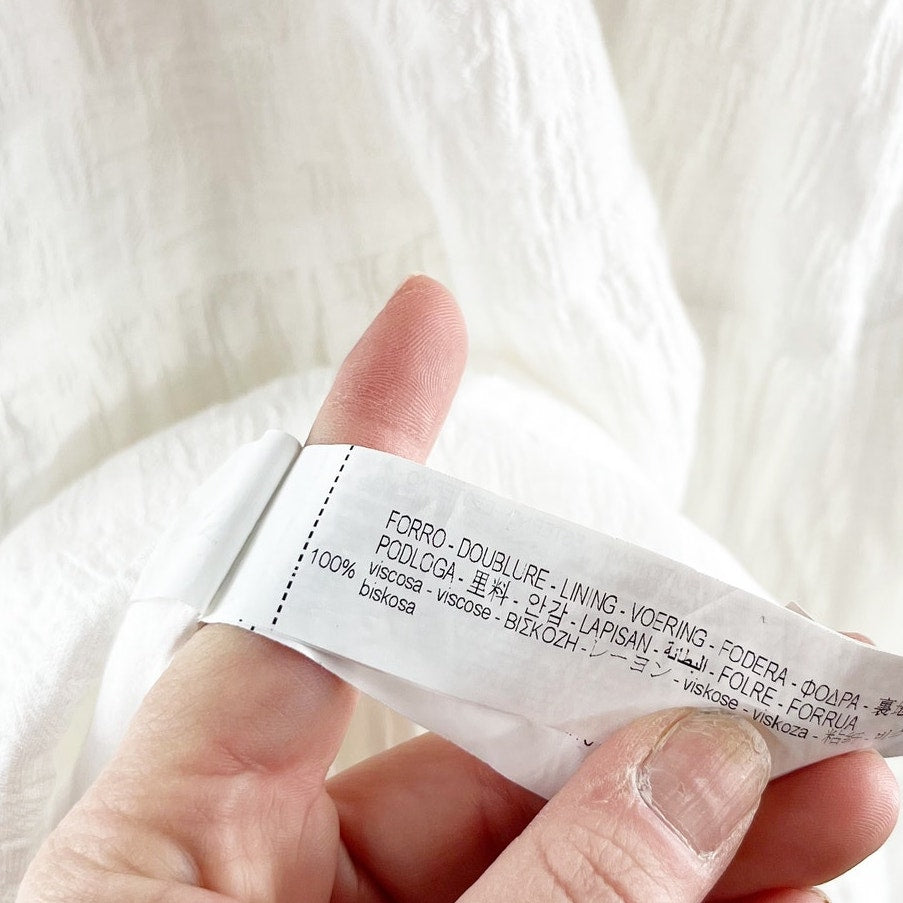 FORRO - DOUBLURE - LINING - VOERING - FODERA - ΦΟΔΡΑ - 裏
PODLOGA - 里料 - 안감 - LAPISAN - البطانة - FOLRE - FORRUA
100% viscosa - viscose - ΒΙΣΚΟΖΗ - レーヨン - viskose - viskoza -
biskosa